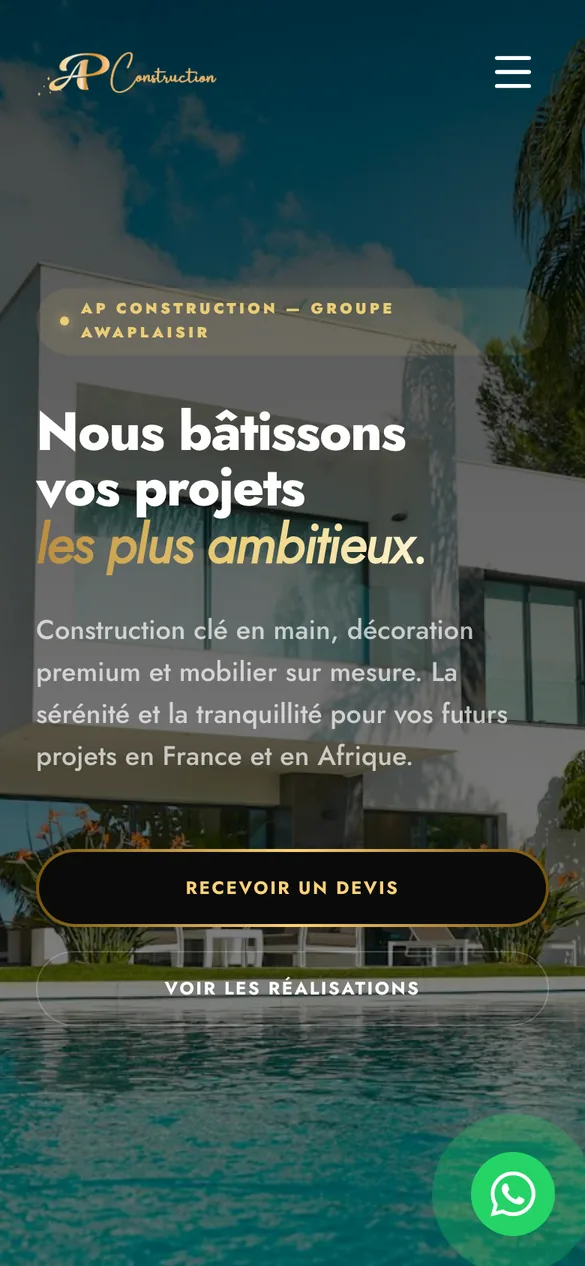 AP Construction
AP CONSTRUCTION — GROUPE
AWAPLAISIR
Nous bâtissons
vos projets
les plus ambitieux.
Construction clé en main, décoration
premium et mobilier sur mesure. La
sérénité et la tranquillité pour vos futurs
projets en France et en Afrique.
RECEVOIR UN DEVIS
VOIR LES RÉALISATIONS